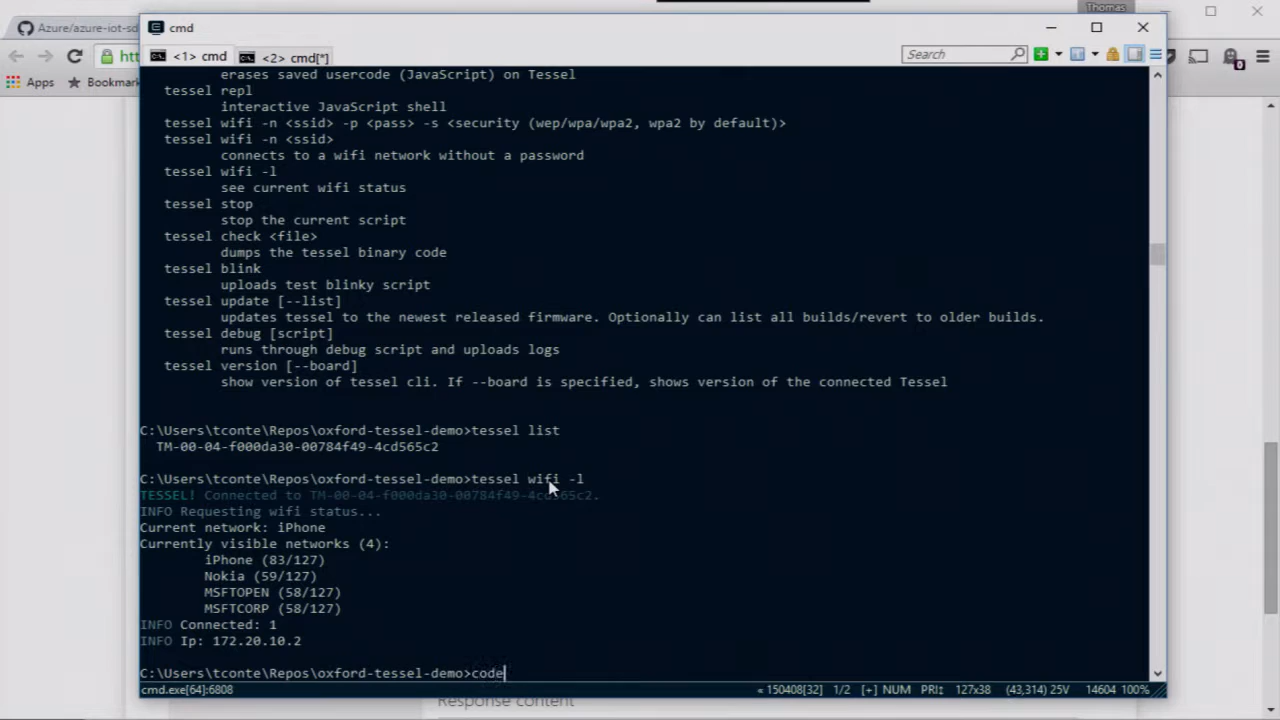 Thomas
Azure/azure-iot-sd
cmd
<1> cmd
<2> cmd[*]
Search
htt
Apps
Bookmark
erases saved usercode (JavaScript) on Tessel
tessel repl
interactive JavaScript shell
tessel wifi -n <ssid> -p <pass> -s <security (wep/wpa/wpa2, wpa2 by default)>
tessel wifi -n <ssid>
connects to a wifi network without a password
tessel wifi -l
see current wifi status
tessel stop
stop the current script
tessel check <file>
dumps the tessel binary code
tessel blink
uploads test blinky script
tessel update [--list]
updates tessel to the newest released firmware. Optionally can list all builds/revert to older builds.
tessel debug [script]
runs through debug script and uploads logs
tessel version [--board]
show version of tessel cli. If --board is specified, shows version of the connected Tessel
C:\Users\tconte\Repos\oxford-tessel-demo>tessel list
TM-00-04-f000da30-00784f49-4cd565c2
C:\Users\tconte\Repos\oxford-tessel-demo>tessel wifi -l
TESSEL! Connected to TM-00-04-f000da30-00784f49-4cd565c2.
INFO Requesting wifi status...
Current network: iPhone
Currently visible networks (4):
iPhone (83/127)
Nokia (59/127)
MSFTOPEN (58/127)
MSFTCORP (58/127)
INFO Connected: 1
INFO Ip: 172.20.10.2
C:\Users\tconte\Repos\oxford-tessel-demo>code
cmd.exe[64]:6808
« 150408[32] 1/2 [+] NUM PRI↕ 127x38 (43,314) 25V 14604 100%
Response content